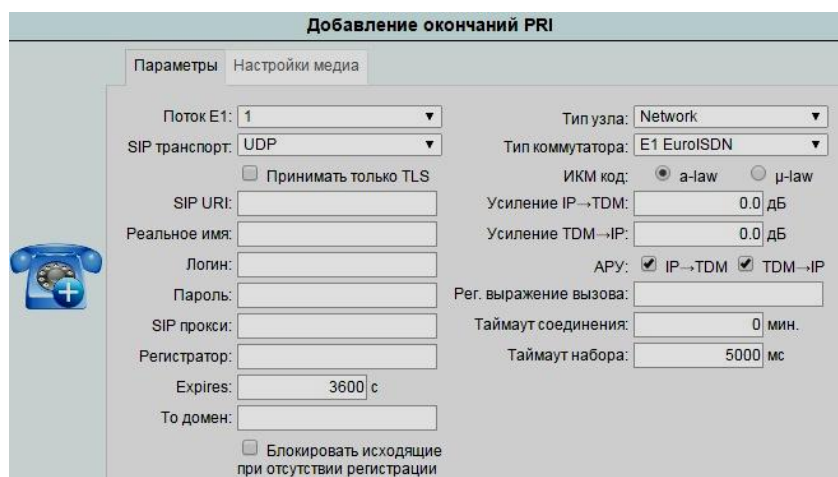 Добавление окончаний PRI
Параметры
Настройки медиа
Поток E1: 1
SIP транспорт: UDP
Принимать только TLS
SIP URI:
Реальное имя:
Логин:
Пароль:
SIP прокси:
Регистратор:
Expires: 3600 с
То домен:
Блокировать исходящие
при отсутствии регистрации
Тип узла: Network
Тип коммутатора: E1 EuroISDN
ИКМ код: a-law µ-law
Усиление IP→TDM: 0.0 дБ
Усиление TDM→IP: 0.0 дБ
АРУ: IP→TDM TDM→IP
Рег. выражение вызова:
Таймаут соединения: 0 мин.
Таймаут набора: 5000 мс